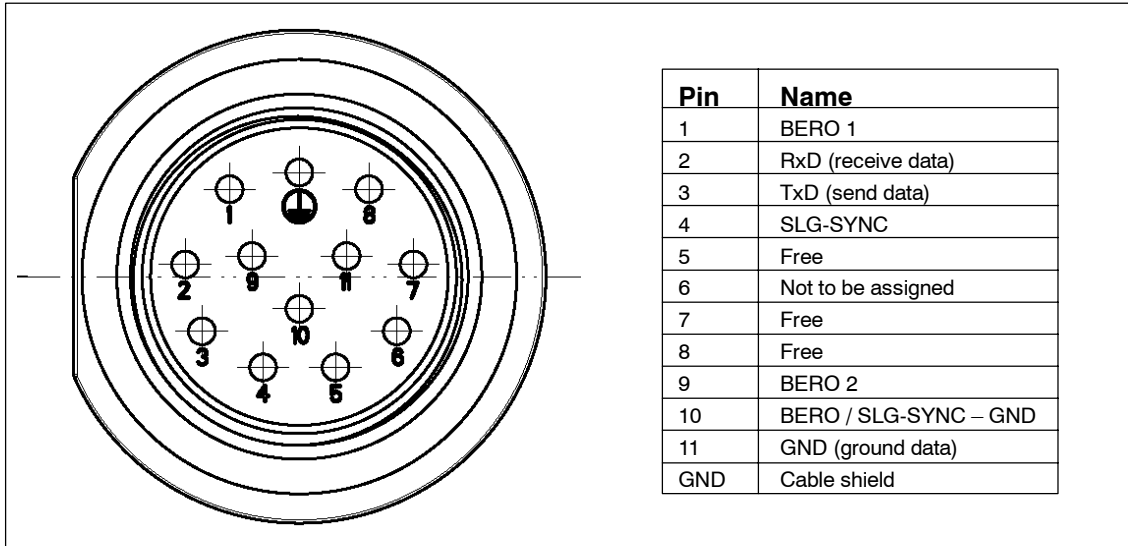 1
8
2
9
11
7
10
3
6
4
5
Pin Name
1 BERO 1
2 RxD (receive data)
3 TxD (send data)
4 SLG-SYNC
5 Free
6 Not to be assigned
7 Free
8 Free
9 BERO 2
10 BERO / SLG-SYNC – GND
11 GND (ground data)
GND Cable shield